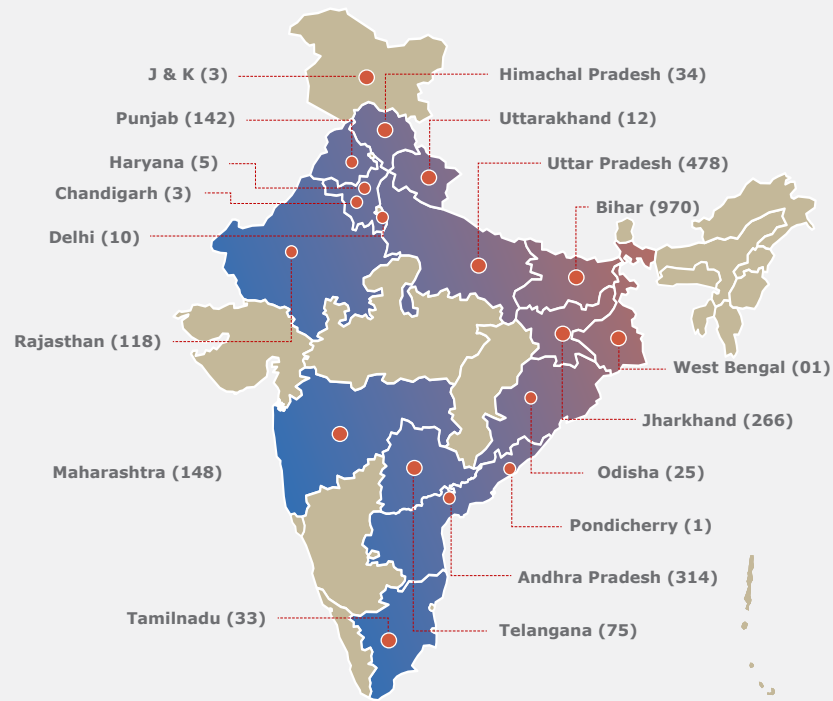 J & K (3)
Himachal Pradesh (34)
Punjab (142)
Uttarakhand (12)
Haryana (5)
Uttar Pradesh (478)
Chandigarh (3)
Bihar (970)
Delhi (10)
Rajasthan (118)
West Bengal (01)
Jharkhand (266)
Maharashtra (148)
Odisha (25)
Pondicherry (1)
Andhra Pradesh (314)
Tamilnadu (33)
Telangana (75)